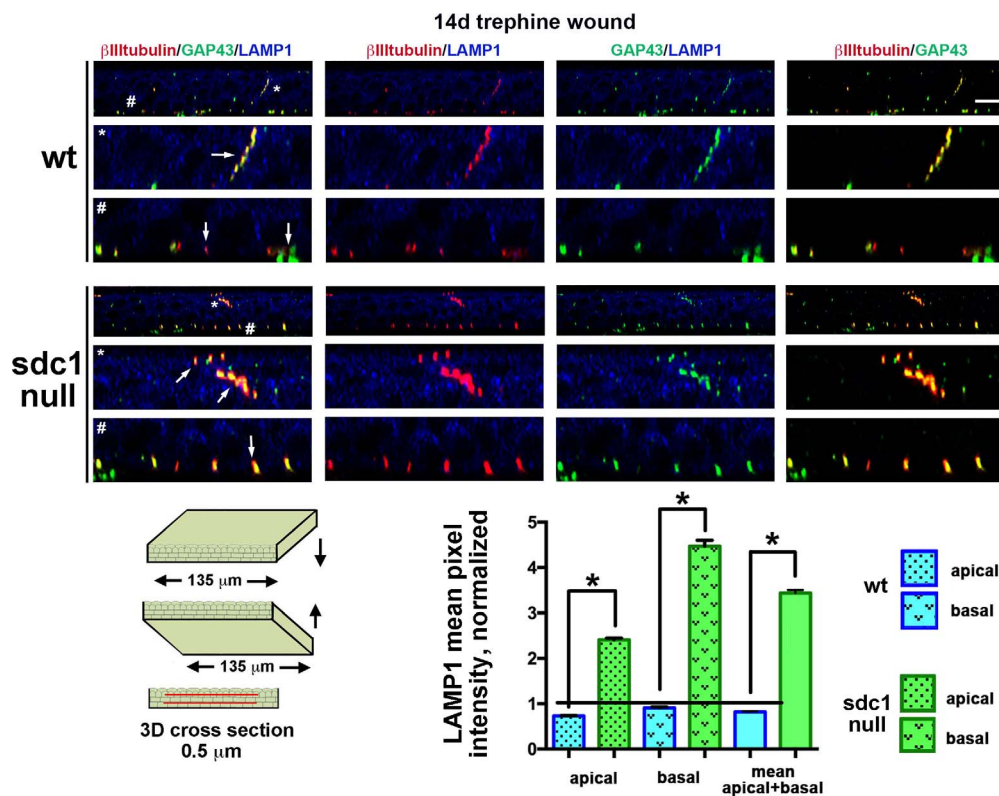 14d trephine wound
βIIItubulin/GAP43/LAMP1
βIIItubulin/LAMP1
GAP43/LAMP1
βIIItubulin/GAP43
wt
#
*
*
#
sdc1
null
*
#
*
#
135 μm
135 μm
3D cross section
0.5 μm
LAMP1 mean pixel
intensity, normalized
5
4
3
2
1
0
*
*
*
apical
basal
mean
apical+basal
wt
apical
basal
sdc1
null
apical
basal